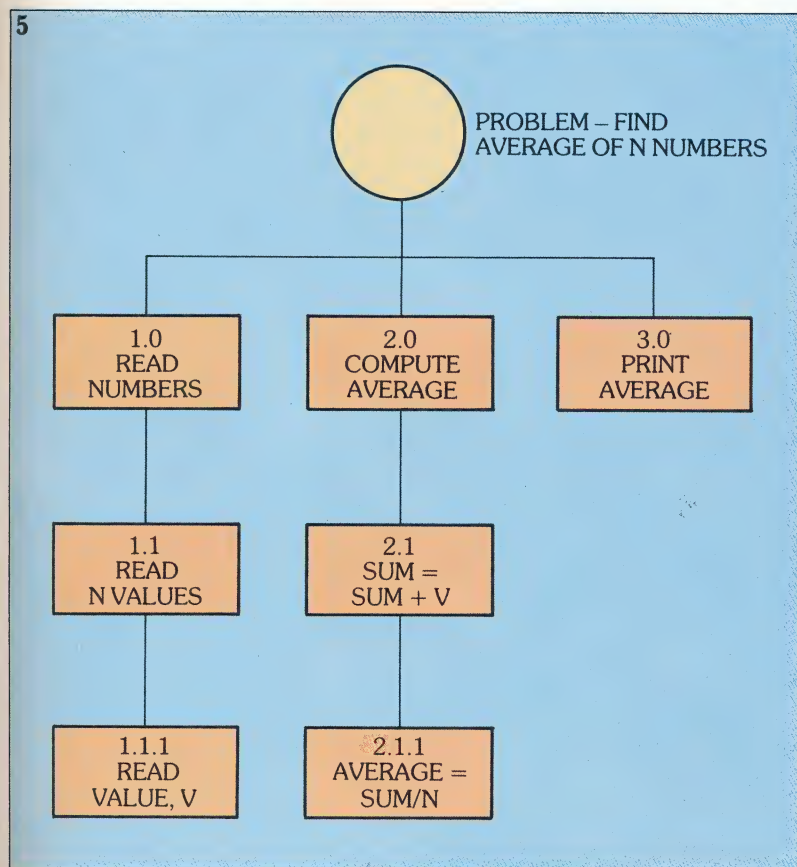 5
PROBLEM – FIND
AVERAGE OF N NUMBERS
1.0
READ
NUMBERS
2.0
COMPUTE
AVERAGE
3.0
PRINT
AVERAGE
1.1
READ
N VALUES
2.1
SUM =
SUM + V
1.1.1
READ
VALUE, V
2.1.1
AVERAGE =
SUM/N